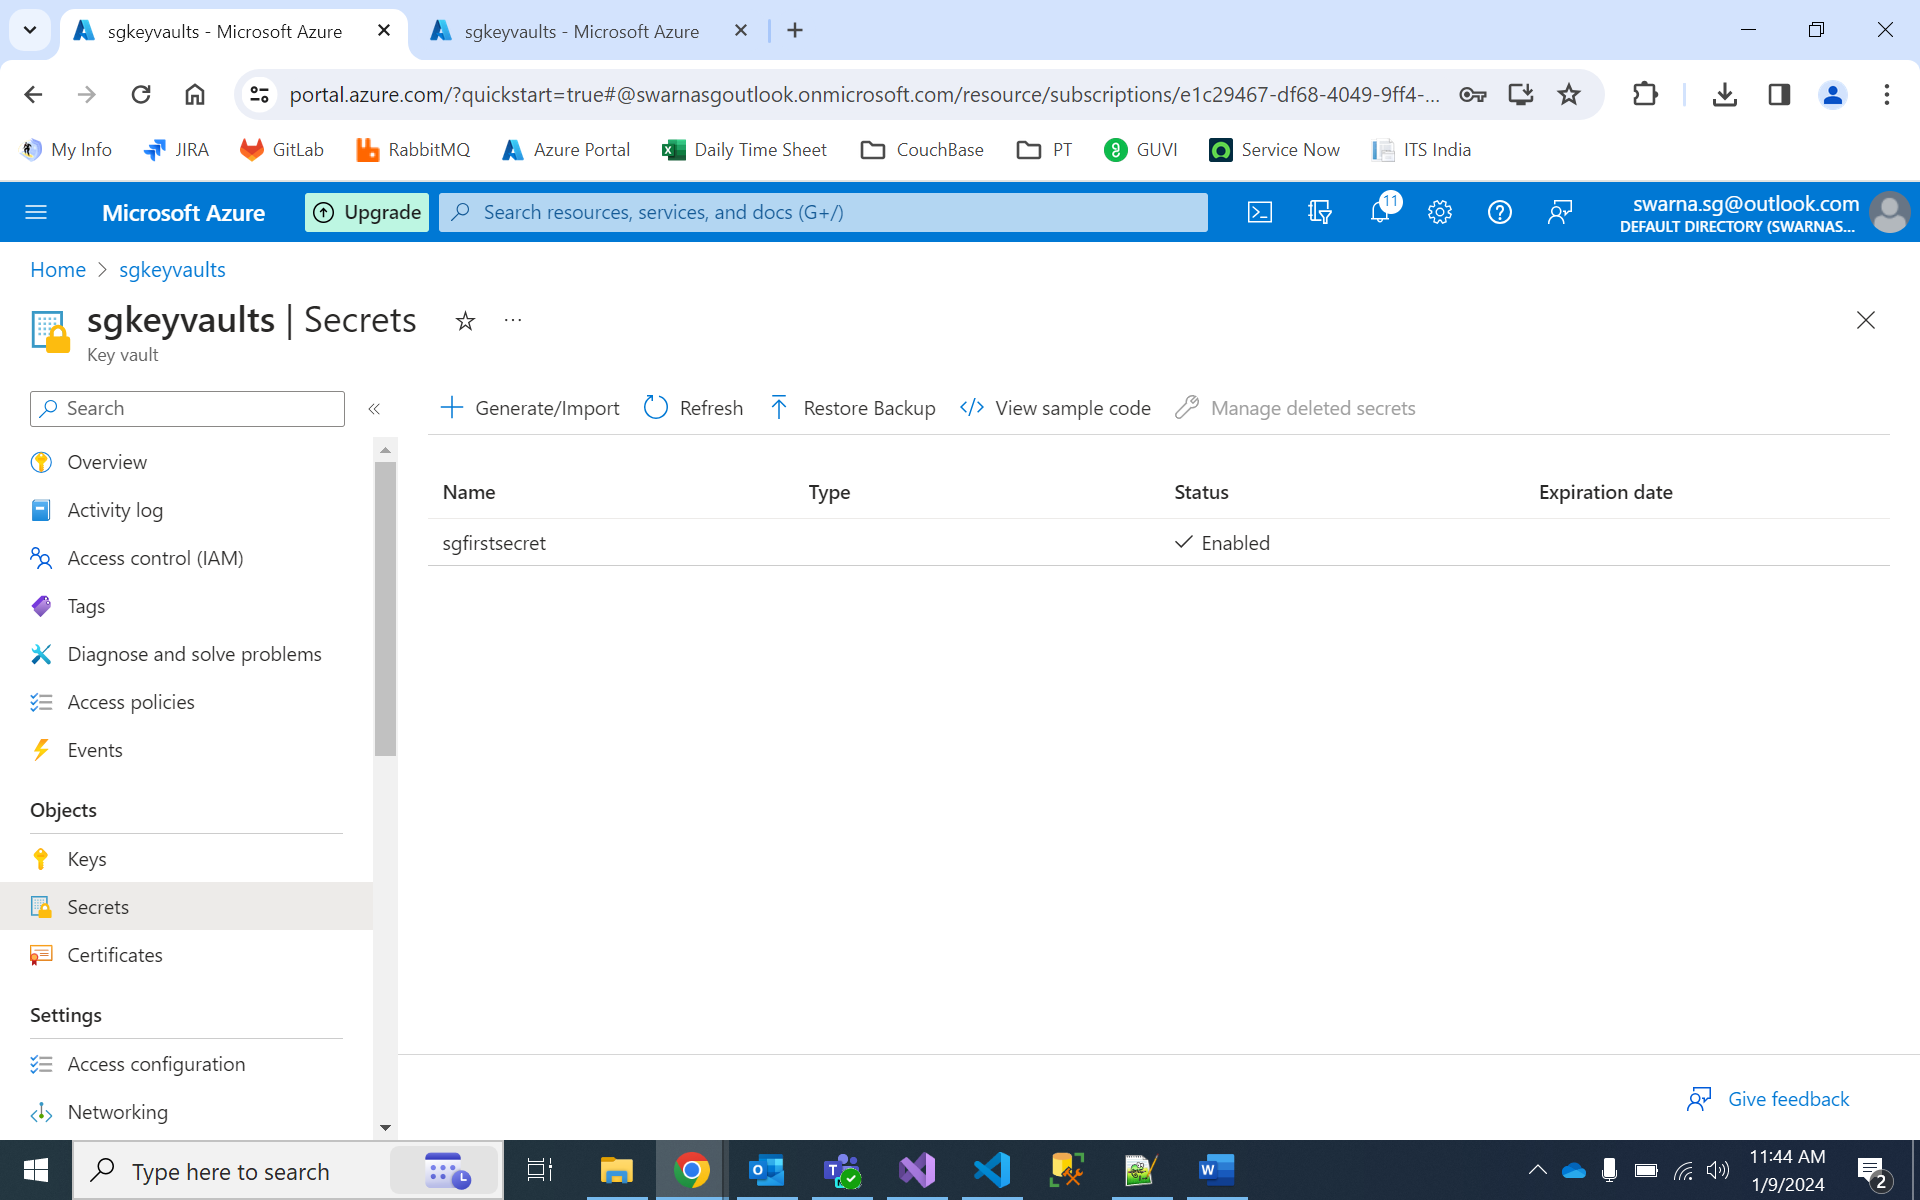 sgkeyvaults - Microsoft Azure
sgkeyvaults - Microsoft Azure
portal.azure.com/?quickstart=true#@swarnasgoutlook.onmicrosoft.com/resource/subscriptions/e1c29467-df68-4049-9ff4-...
My Info JIRA GitLab RabbitMQ Azure Portal Daily Time Sheet CouchBase PT GUVI Service Now ITS India
Microsoft Azure Upgrade Search resources, services, and docs (G+/) 11 swarna.sg@outlook.com
DEFAULT DIRECTORY (SWARNAS...
Home > sgkeyvaults
sgkeyvaults | Secrets ...
Key vault
Search «
Generate/Import Refresh Restore Backup View sample code Manage deleted secrets
Overview
Activity log
Access control (IAM)
Tags
Diagnose and solve problems
Access policies
Events
Objects
Keys
Secrets
Certificates
Settings
Access configuration
Networking
Name Type Status Expiration date
sgfirstsecret Enabled
Give feedback
Type here to search
11:44 AM
1/9/2024
2